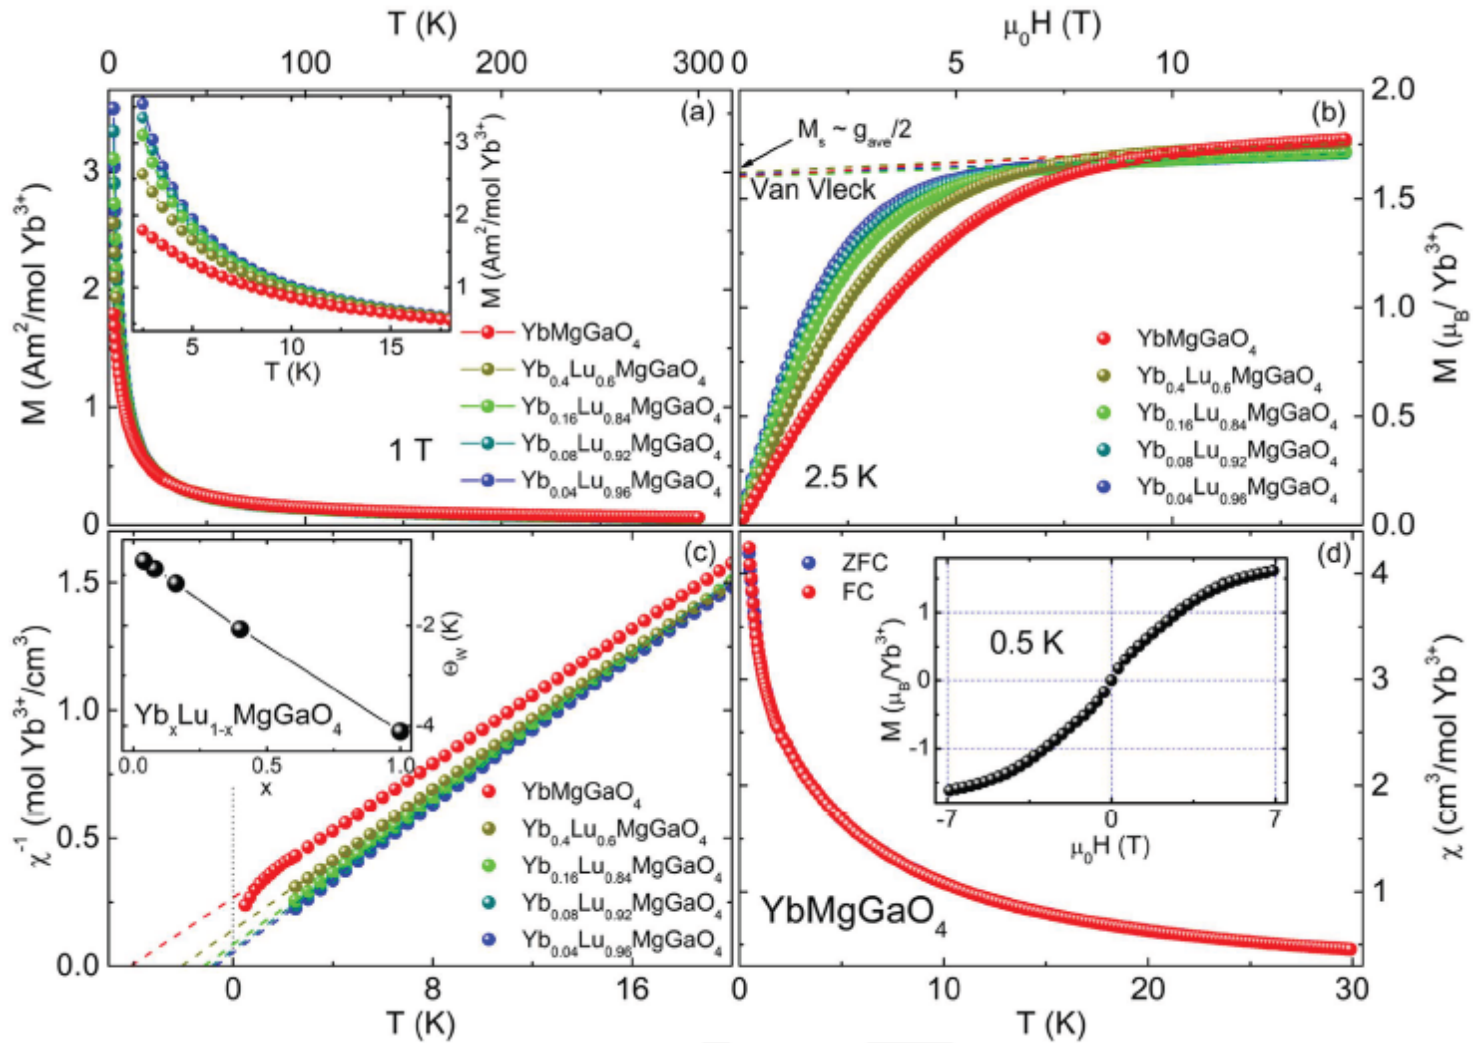 T (K)
0 100 200 300
M (Am²/mol Yb³⁺)
0 1 2 3
(a)
M (Am²/mol Yb³⁺)
1 2 3
5 10 15
T (K)
1 T
YbMgGaO₄
Yb₀.₄Lu₀.₆MgGaO₄
Yb₀.₁₆Lu₀.₈₄MgGaO₄
Yb₀.₀₈Lu₀.₉₂MgGaO₄
Yb₀.₀₄Lu₀.₉₆MgGaO₄
μ₀H (T)
0 5 10
(b)
M (μ_B/ Yb³⁺)
0.0 0.5 1.0 1.5 2.0
M_s ~ g_ave/2
Van Vleck
2.5 K
YbMgGaO₄
Yb₀.₄Lu₀.₆MgGaO₄
Yb₀.₁₆Lu₀.₈₄MgGaO₄
Yb₀.₀₈Lu₀.₉₂MgGaO₄
Yb₀.₀₄Lu₀.₉₆MgGaO₄
(c)
χ⁻¹ (mol Yb³⁺/cm³)
0.0 0.5 1.0 1.5
Θ_W (K)
-2
-4
YbₓLu₁₋ₓMgGaO₄
0.0 0.5 1.0
x
YbMgGaO₄
Yb₀.₄Lu₀.₆MgGaO₄
Yb₀.₁₆Lu₀.₈₄MgGaO₄
Yb₀.₀₈Lu₀.₉₂MgGaO₄
Yb₀.₀₄Lu₀.₉₆MgGaO₄
0 8 16
T (K)
(d)
ZFC
FC
0.5 K
M (μ_B/Yb³⁺)
1
0
-1
-7 0 7
μ₀H (T)
YbMgGaO₄
χ (cm³/mol Yb³⁺)
1 2 3 4
0 10 20 30
T (K)